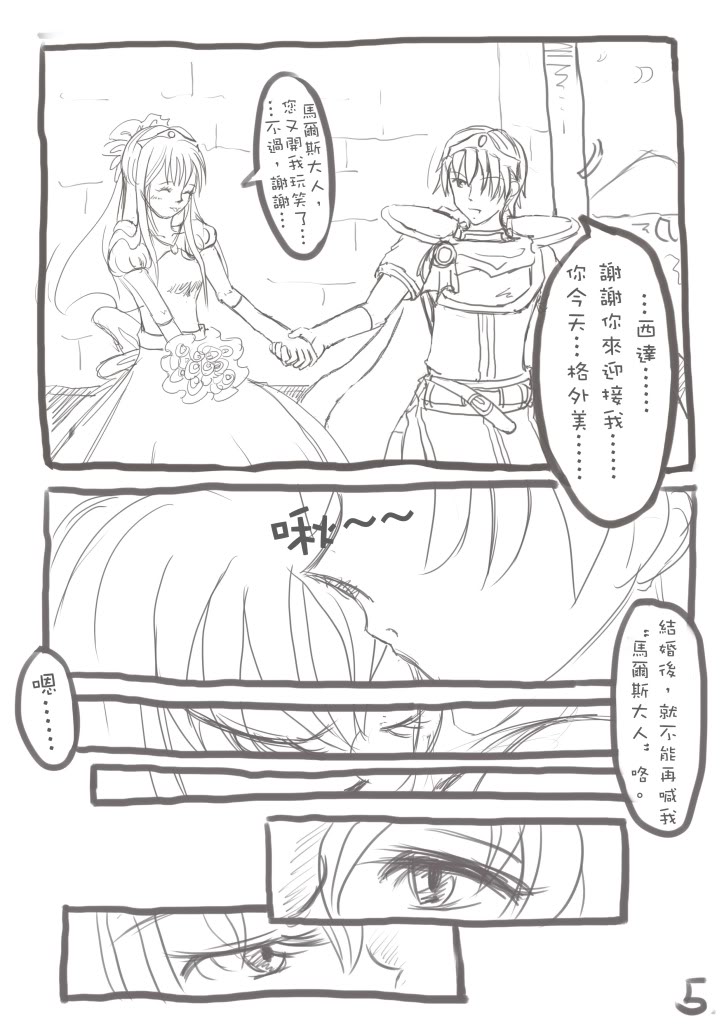 …西達……
謝謝你來迎接我……
你今天…格外美……
馬爾斯大人，
您又開我玩笑了…
…不過，謝謝…
啾～～
結婚後，就不能再喊我
"馬爾斯大人"咯。
嗯……
5